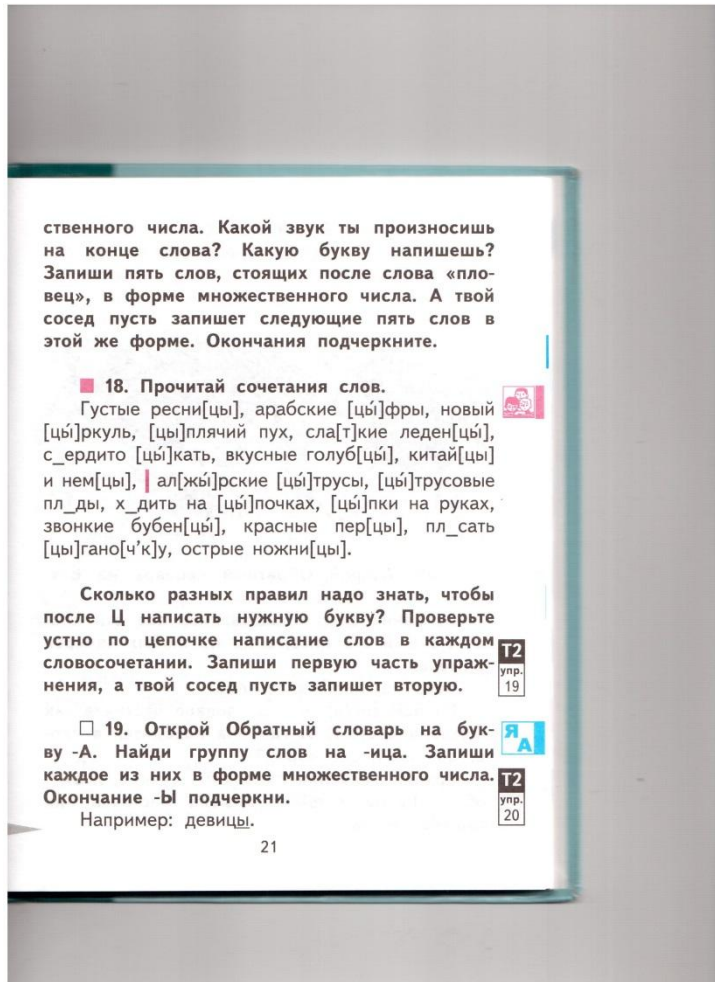 ственного числа. Какой звук ты произносишь
на конце слова? Какую букву напишешь?
Запиши пять слов, стоящих после слова «пло-
вец», в форме множественного числа. А твой
сосед пусть запишет следующие пять слов в
этой же форме. Окончания подчеркните.
18. Прочитай сочетания слов.
Густые ресни[цы], арабские [цы́]фры, новый
[цы́]ркуль, [цы]плячий пух, сла[т]кие леден[цы́],
с_ердито [цы́]кать, вкусные голуб[цы́], китай[цы]
и нем[цы], ал[жы́]рские [цы́]трусы, [цы́]трусовые
пл_ды, х_дить на [цы́]почках, [цы́]пки на руках,
звонкие бубен[цы́], красные пер[цы], пл_сать
[цы]гано[ч'к]у, острые ножни[цы].
Сколько разных правил надо знать, чтобы
после Ц написать нужную букву? Проверьте
устно по цепочке написание слов в каждом
словосочетании. Запиши первую часть упраж-
нения, а твой сосед пусть запишет вторую.
Т2
упр.
19
19. Открой Обратный словарь на бук-
ву -А. Найди группу слов на -ица. Запиши
каждое из них в форме множественного числа.
Окончание -Ы подчеркни.
Например: девицы.
Я
А
Т2
упр.
20
21